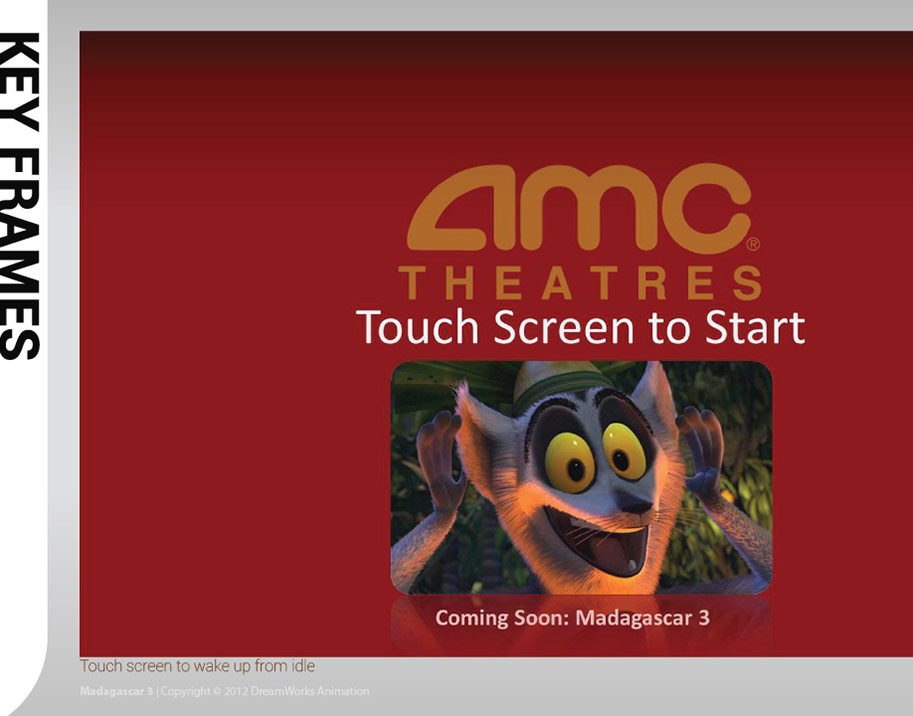 KEY FRAMES
amc®
THEATRES
Touch Screen to Start
Coming Soon: Madagascar 3
Touch screen to wake up from idle
Madagascar 3 | Copyright © 2012 DreamWorks Animation